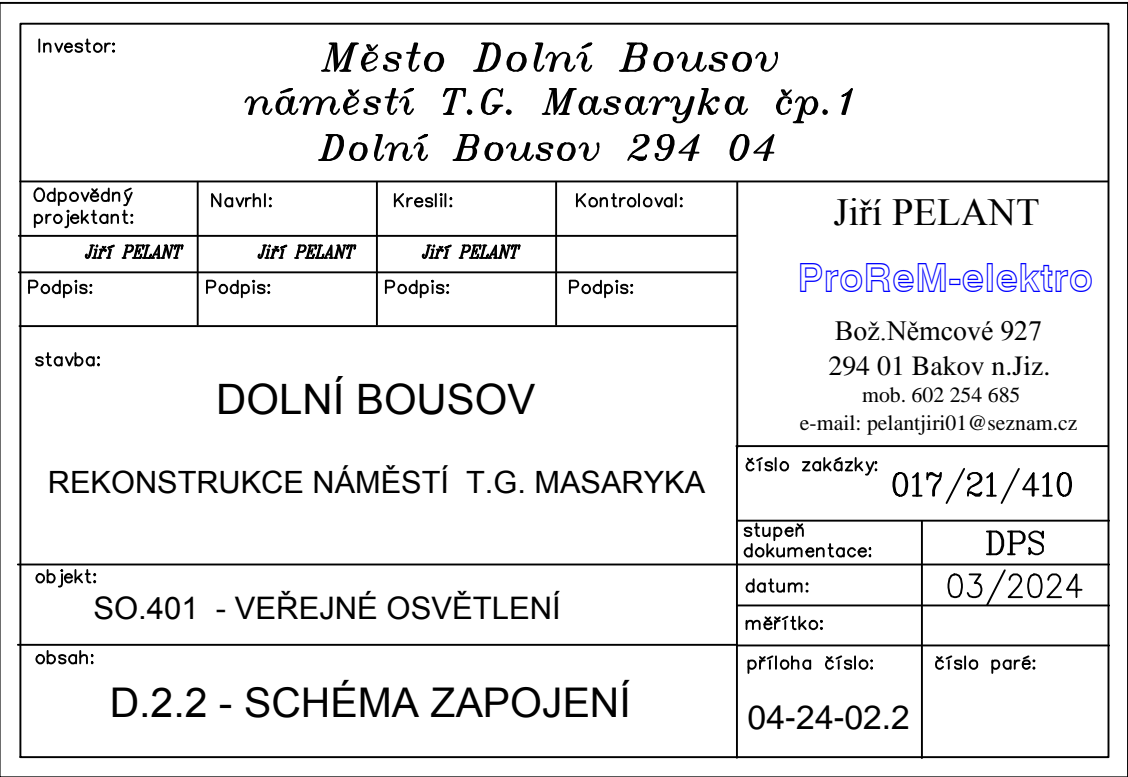 Investor:
Město Dolní Bousov
náměstí T.G. Masaryka čp.1
Dolní Bousov 294 04
Odpovědný
projektant:
Navrhl:
Kreslil:
Kontroloval:
Jiří PELANT
Jiří PELANT
Jiří PELANT
Podpis:
Podpis:
Podpis:
Podpis:
Jiří PELANT
ProReM-elektro
Bož.Němcové 927
294 01 Bakov n.Jiz.
mob. 602 254 685
e-mail: pelantjiri01@seznam.cz
stavba:
DOLNÍ BOUSOV
REKONSTRUKCE NÁMĚSTÍ T.G. MASARYKA
číslo zakázky:
017/21/410
stupeň
dokumentace:
DPS
objekt:
SO.401 - VEŘEJNÉ OSVĚTLENÍ
datum:
03/2024
měřítko:
obsah:
D.2.2 - SCHÉMA ZAPOJENÍ
příloha číslo:
04-24-02.2
číslo paré: